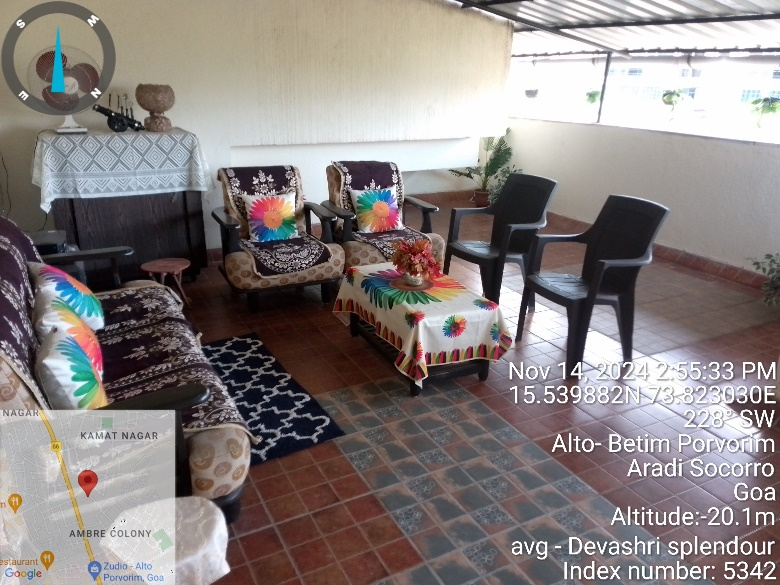 S
W
E
N
Nov 14, 2024 2:55:33 PM
15.539882N 73.823030E
228° SW
Alto- Betim Porvorim
Aradi Socorro
Goa
Altitude:-20.1m
avg - Devashri splendour
Index number: 5342
NAGAR
66
KAMAT NAGAR
AMBRE COLONY
Zudio - Alto
Porvorim, Goa
estaurant
Google